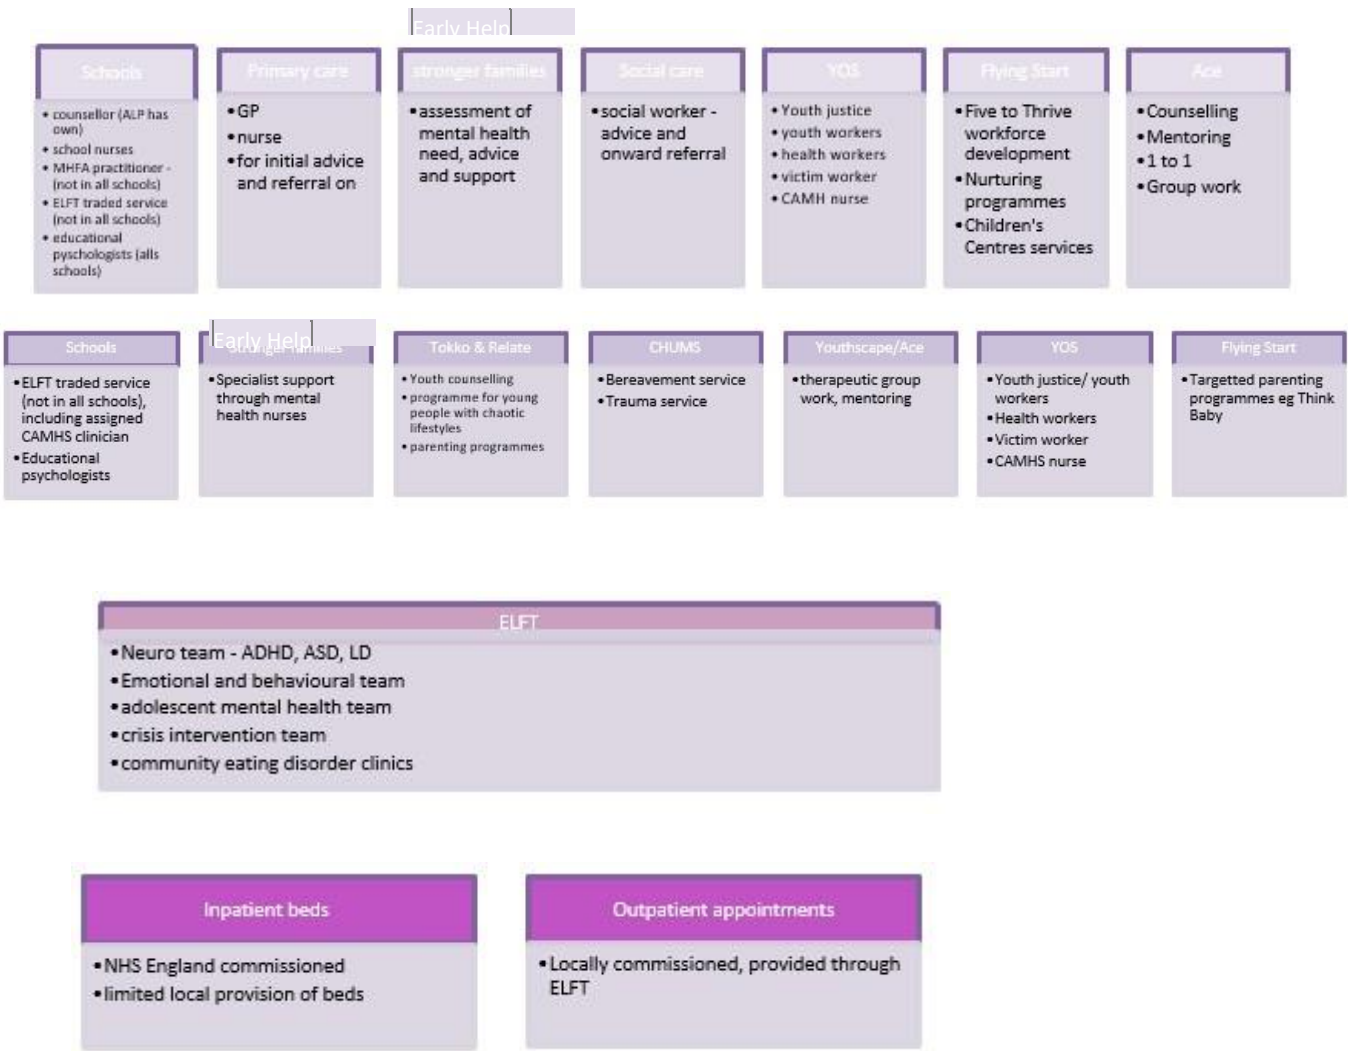 Early Help
Schools
• counsellor (ALP has
own)
• school nurses
• MHFA practitioner -
(not in all schools)
• ELFT traded service
(not in all schools)
• educational
pyschologists (alls
schools)
Primary care
• GP
• nurse
• for initial advice
and referral on
stronger families
• assessment of
mental health
need, advice
and support
Social care
• social worker -
advice and
onward referral
YOS
• Youth justice
• youth workers
• health workers
• victim worker
• CAMH nurse
Flying Start
• Five to Thrive
workforce
development
• Nurturing
programmes
• Children's
Centres services
Ace
• Counselling
• Mentoring
• 1 to 1
• Group work
Schools
• ELFT traded service
(not in all schools),
including assigned
CAMHS clinician
• Educational
psychologists
Early Help
Stronger families
• Specialist support
through mental
health nurses
Tokko & Relate
• Youth counselling
• programme for young
people with chaotic
lifestyles
• parenting programmes
CHUMS
• Bereavement service
• Trauma service
Youthscape/Ace
• therapeutic group
work, mentoring
YOS
• Youth justice/ youth
workers
• Health workers
• Victim worker
• CAMHS nurse
Flying Start
• Targetted parenting
programmes eg Think
Baby
ELFT
• Neuro team - ADHD, ASD, LD
• Emotional and behavioural team
• adolescent mental health team
• crisis intervention team
• community eating disorder clinics
Inpatient beds
• NHS England commissioned
• limited local provision of beds
Outpatient appointments
• Locally commissioned, provided through
ELFT